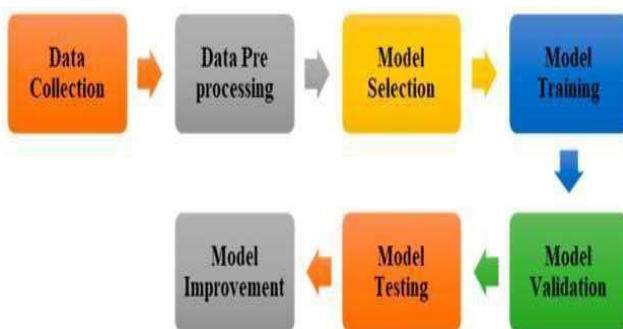 Data
Collection
Data Pre
processing
Model
Selection
Model
Training
Model
Validation
Model
Testing
Model
Improvement